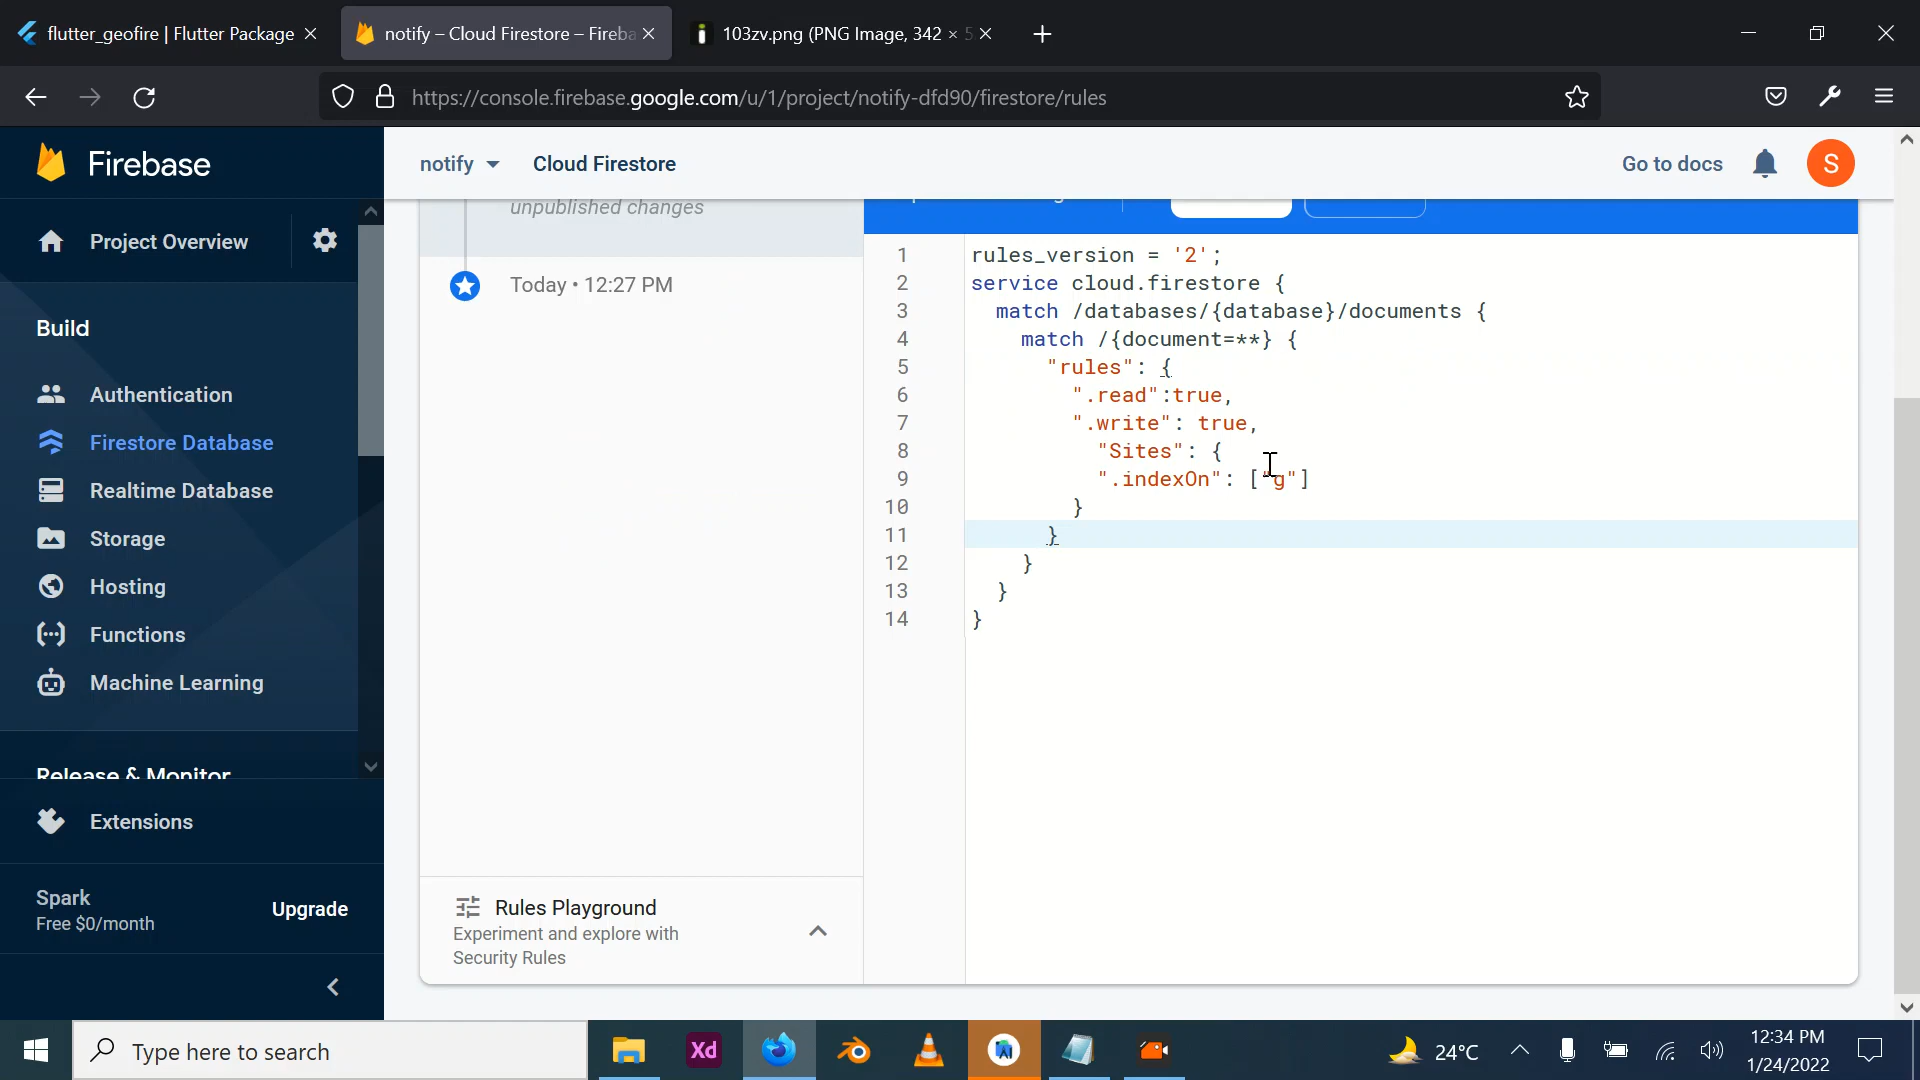 flutter_geofire | Flutter Package
notify – Cloud Firestore – Fireba
103zv.png (PNG Image, 342 × 5
https://console.firebase.google.com/u/1/project/notify-dfd90/firestore/rules
Firebase
notify
Cloud Firestore
Go to docs
S
Project Overview
Build
Authentication
Firestore Database
Realtime Database
Storage
Hosting
Functions
Machine Learning
Release & Monitor
Extensions
Spark
Free $0/month
Upgrade
unpublished changes
Today • 12:27 PM
Rules Playground
Experiment and explore with
Security Rules
1 rules_version = '2';
2 service cloud.firestore {
3 match /databases/{database}/documents {
4 match /{document=**} {
5 "rules": {
6 ".read":true,
7 ".write": true,
8 "Sites": {
9 ".indexOn": ["g"]
10 }
11 }
12 }
13 }
14 }
Type here to search
Xd
24°C
12:34 PM
1/24/2022